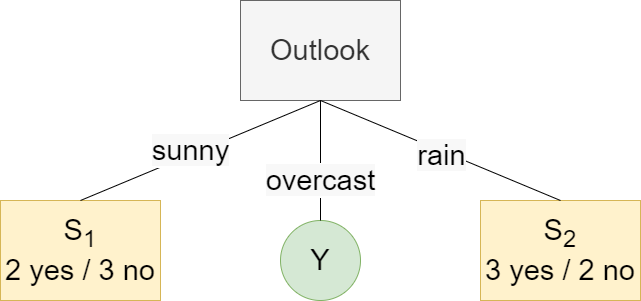 Outlook
sunny
rain
overcast
S₁
2 yes / 3 no
Y
S₂
3 yes / 2 no